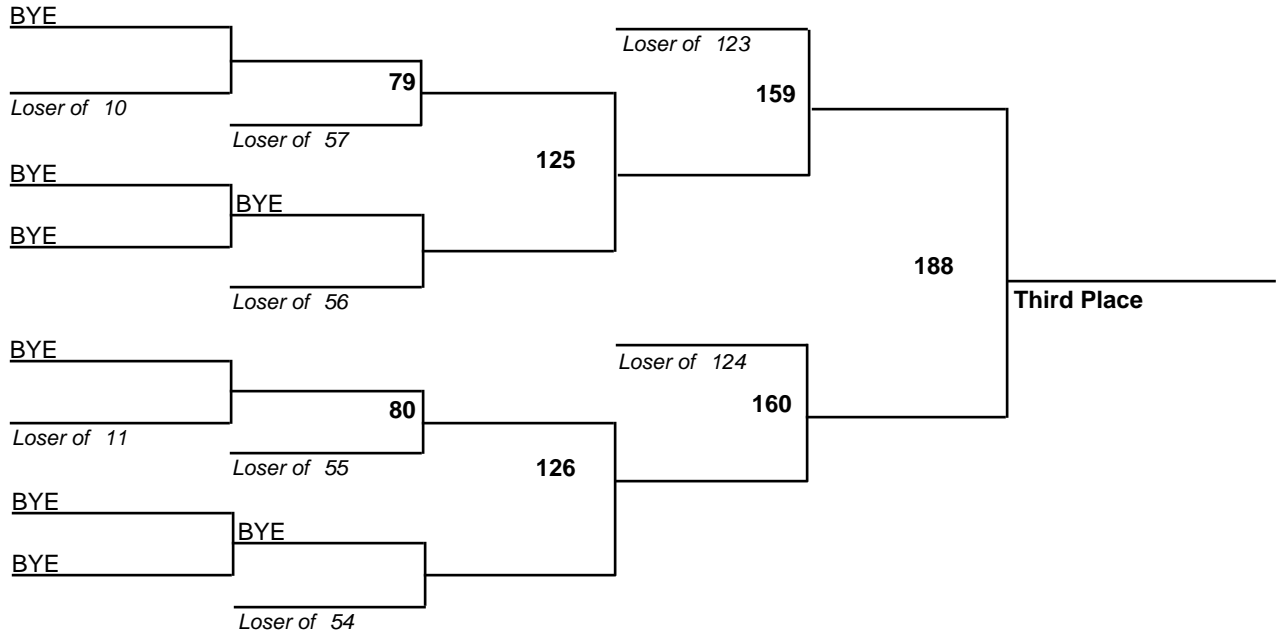 BYE
Loser of 123
79
159
Loser of 10
Loser of 57
125
BYE
BYE
BYE
188
Loser of 56
Third Place
BYE
Loser of 124
80
160
Loser of 11
Loser of 55
126
BYE
BYE
BYE
Loser of 54